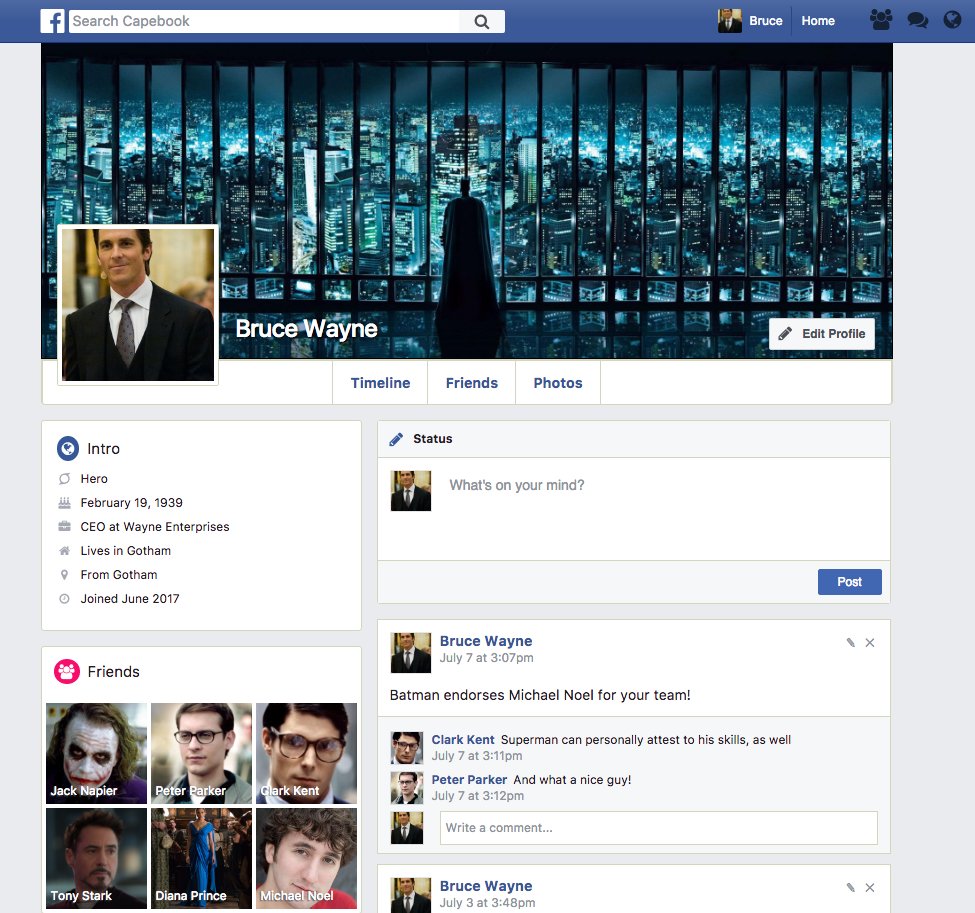 Search Capebook
Bruce
Home
Bruce Wayne
Edit Profile
Timeline
Friends
Photos
Intro
Hero
February 19, 1939
CEO at Wayne Enterprises
Lives in Gotham
From Gotham
Joined June 2017
Friends
Jack Napier
Peter Parker
Clark Kent
Tony Stark
Diana Prince
Michael Noel
Status
What's on your mind?
Post
Bruce Wayne
July 7 at 3:07pm
Batman endorses Michael Noel for your team!
Clark Kent Superman can personally attest to his skills, as well
July 7 at 3:11pm
Peter Parker And what a nice guy!
July 7 at 3:12pm
Write a comment...
Bruce Wayne
July 3 at 3:48pm